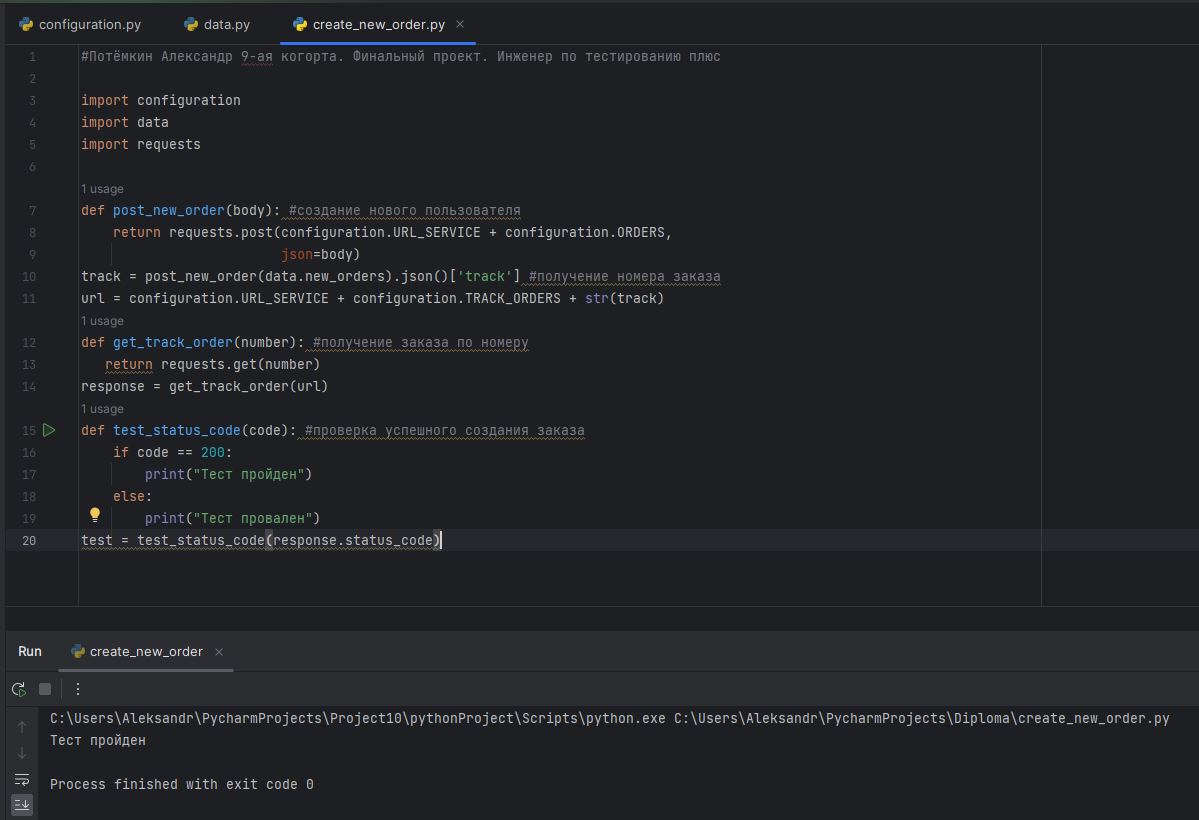 configuration.py data.py create_new_order.py ×
1 #Потёмкин Александр 9-ая когорта. Финальный проект. Инженер по тестированию плюс
2
3 import configuration
4 import data
5 import requests
6
1 usage
7 def post_new_order(body): #создание нового пользователя
8     return requests.post(configuration.URL_SERVICE + configuration.ORDERS,
9                          json=body)
10 track = post_new_order(data.new_orders).json()['track'] #получение номера заказа
11 url = configuration.URL_SERVICE + configuration.TRACK_ORDERS + str(track)
1 usage
12 def get_track_order(number): #получение заказа по номеру
13    return requests.get(number)
14 response = get_track_order(url)
1 usage
15 def test_status_code(code): #проверка успешного создания заказа
16     if code == 200:
17         print("Тест пройден")
18     else:
19         print("Тест провален")
20 test = test_status_code(response.status_code)
Run create_new_order ×
C:\Users\Aleksandr\PycharmProjects\Project10\pythonProject\Scripts\python.exe C:\Users\Aleksandr\PycharmProjects\Diploma\create_new_order.py
Тест пройден
Process finished with exit code 0